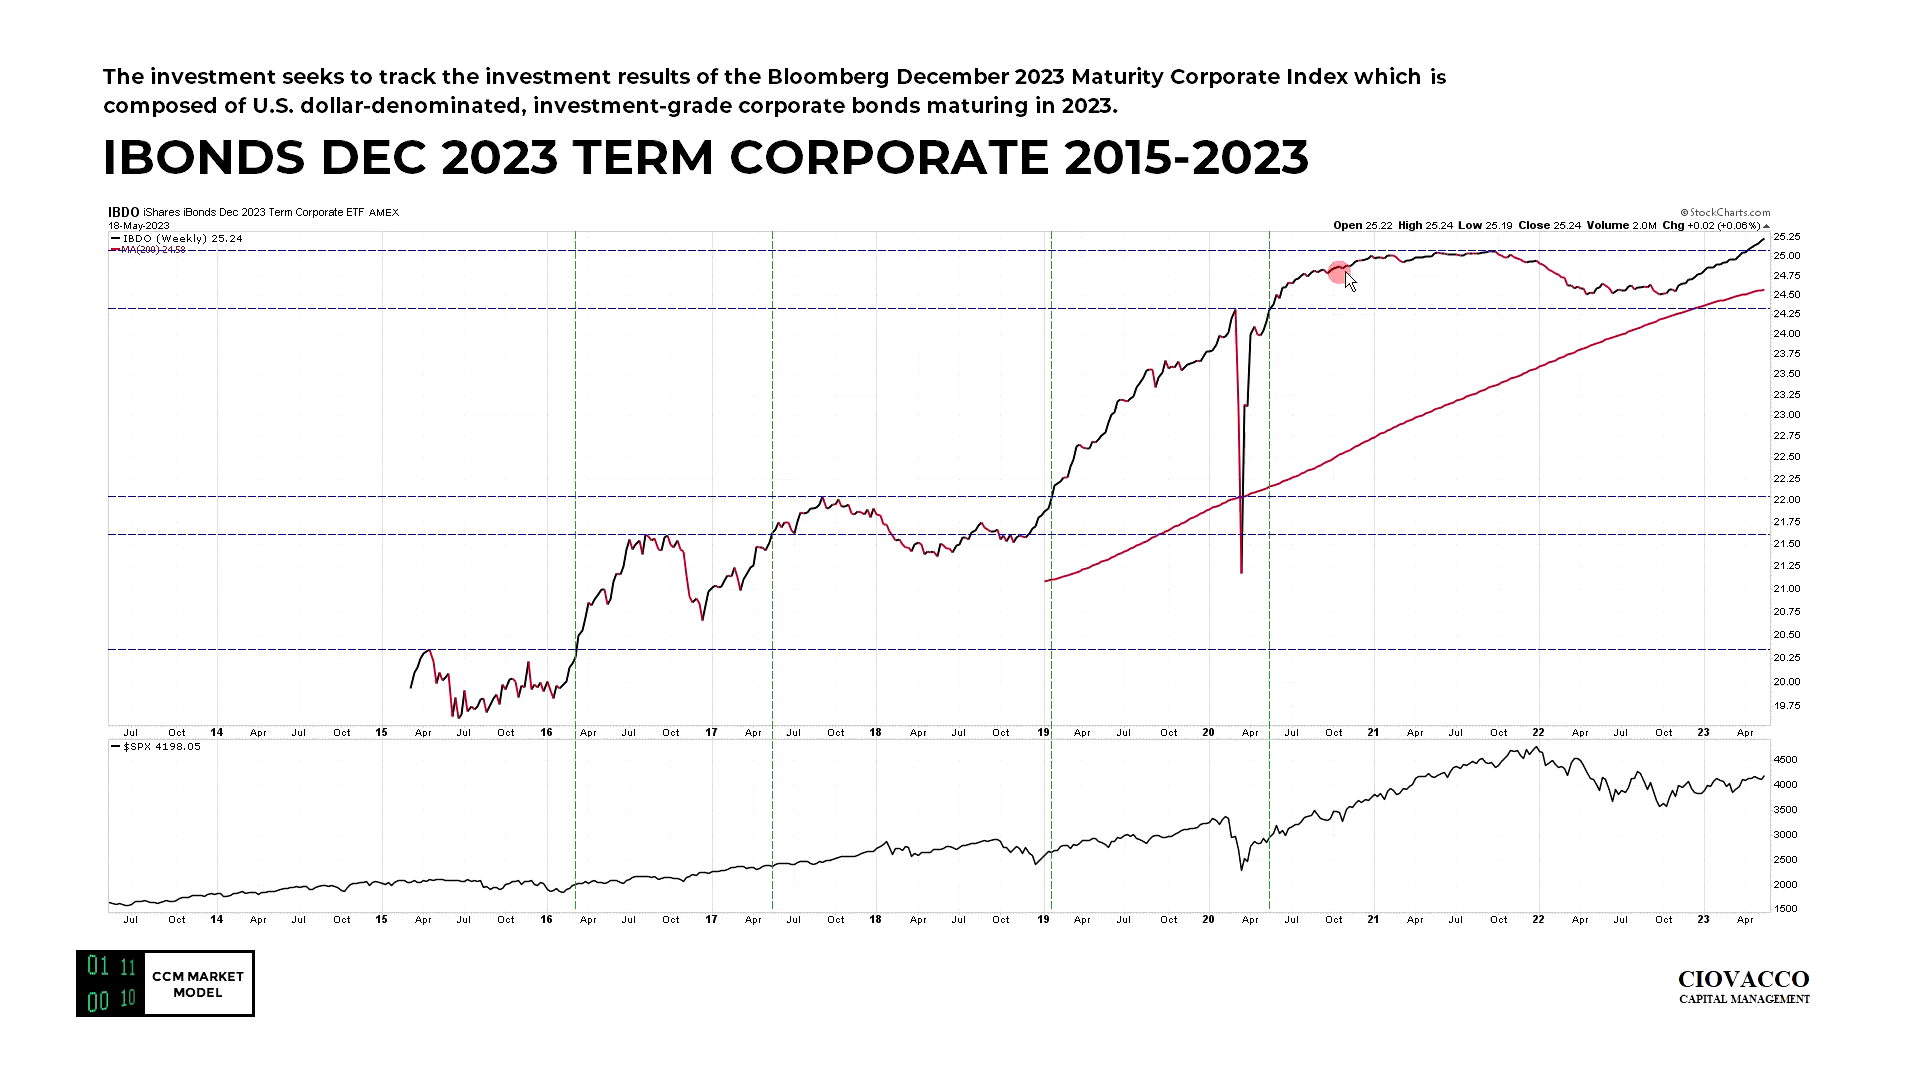 The investment seeks to track the investment results of the Bloomberg December 2023 Maturity Corporate Index which is
composed of U.S. dollar-denominated, investment-grade corporate bonds maturing in 2023.
IBONDS DEC 2023 TERM CORPORATE 2015-2023
IBDO iShares iBonds Dec 2023 Term Corporate ETF AMEX
© StockCharts.com
18-May-2023
Open 25.22 High 25.24 Low 25.19 Close 25.24 Volume 2.0M Chg +0.02 (+0.06%)
IBDO (Weekly) 25.24
MA(200) 24.58
25.25
25.00
24.75
24.50
24.25
24.00
23.75
23.50
23.25
23.00
22.75
22.50
22.25
22.00
21.75
21.50
21.25
21.00
20.75
20.50
20.25
20.00
19.75
Jul Oct 14 Apr Jul Oct 15 Apr Jul Oct 16 Apr Jul Oct 17 Apr Jul Oct 18 Apr Jul Oct 19 Apr Jul Oct 20 Apr Jul Oct 21 Apr Jul Oct 22 Apr Jul Oct 23 Apr
$SPX 4198.05
4500
4000
3500
3000
2500
2000
1500
Jul Oct 14 Apr Jul Oct 15 Apr Jul Oct 16 Apr Jul Oct 17 Apr Jul Oct 18 Apr Jul Oct 19 Apr Jul Oct 20 Apr Jul Oct 21 Apr Jul Oct 22 Apr Jul Oct 23 Apr
01 11
00 10
CCM MARKET
MODEL
CIOVACCO
CAPITAL MANAGEMENT